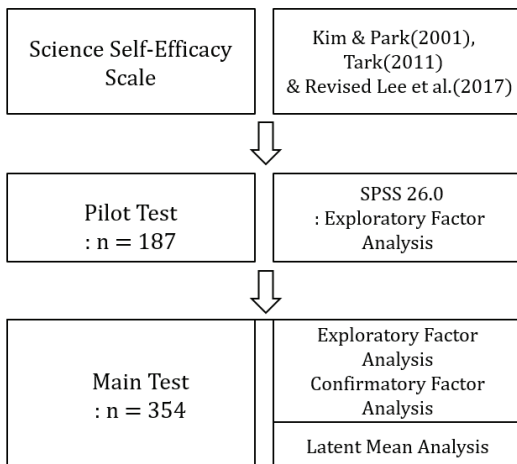 Science Self-Efficacy
Scale
Kim & Park(2001),
Tark(2011)
& Revised Lee et al.(2017)
Pilot Test
: n = 187
SPSS 26.0
: Exploratory Factor
Analysis
Main Test
: n = 354
Exploratory Factor
Analysis
Confirmatory Factor
Analysis
Latent Mean Analysis